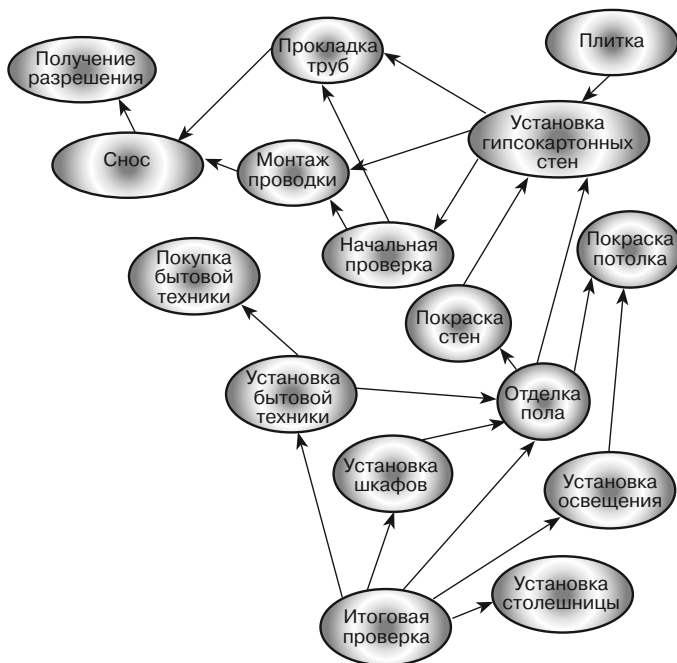 Получение
разрешения
Прокладка
труб
Плитка
Снос
Монтаж
проводки
Установка
гипсокартонных
стен
Начальная
проверка
Покраска
потолка
Покупка
бытовой
техники
Покраска
стен
Установка
бытовой
техники
Отделка
пола
Установка
шкафов
Установка
освещения
Итоговая
проверка
Установка
столешницы